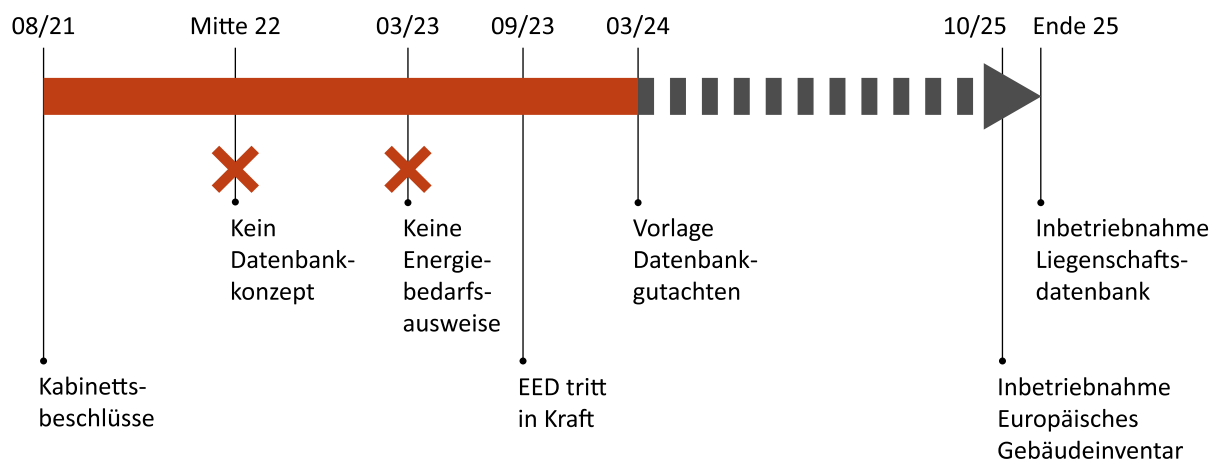 08/21
Mitte 22
03/23
09/23
03/24
10/25
Ende 25
Kein
Datenbank-
konzept
Keine
Energie-
bedarfs-
ausweise
Vorlage
Datenbank-
gutachten
Inbetriebnahme
Liegenschafts-
datenbank
Kabinetts-
beschlüsse
EED tritt
in Kraft
Inbetriebnahme
Europäisches
Gebäudeinventar